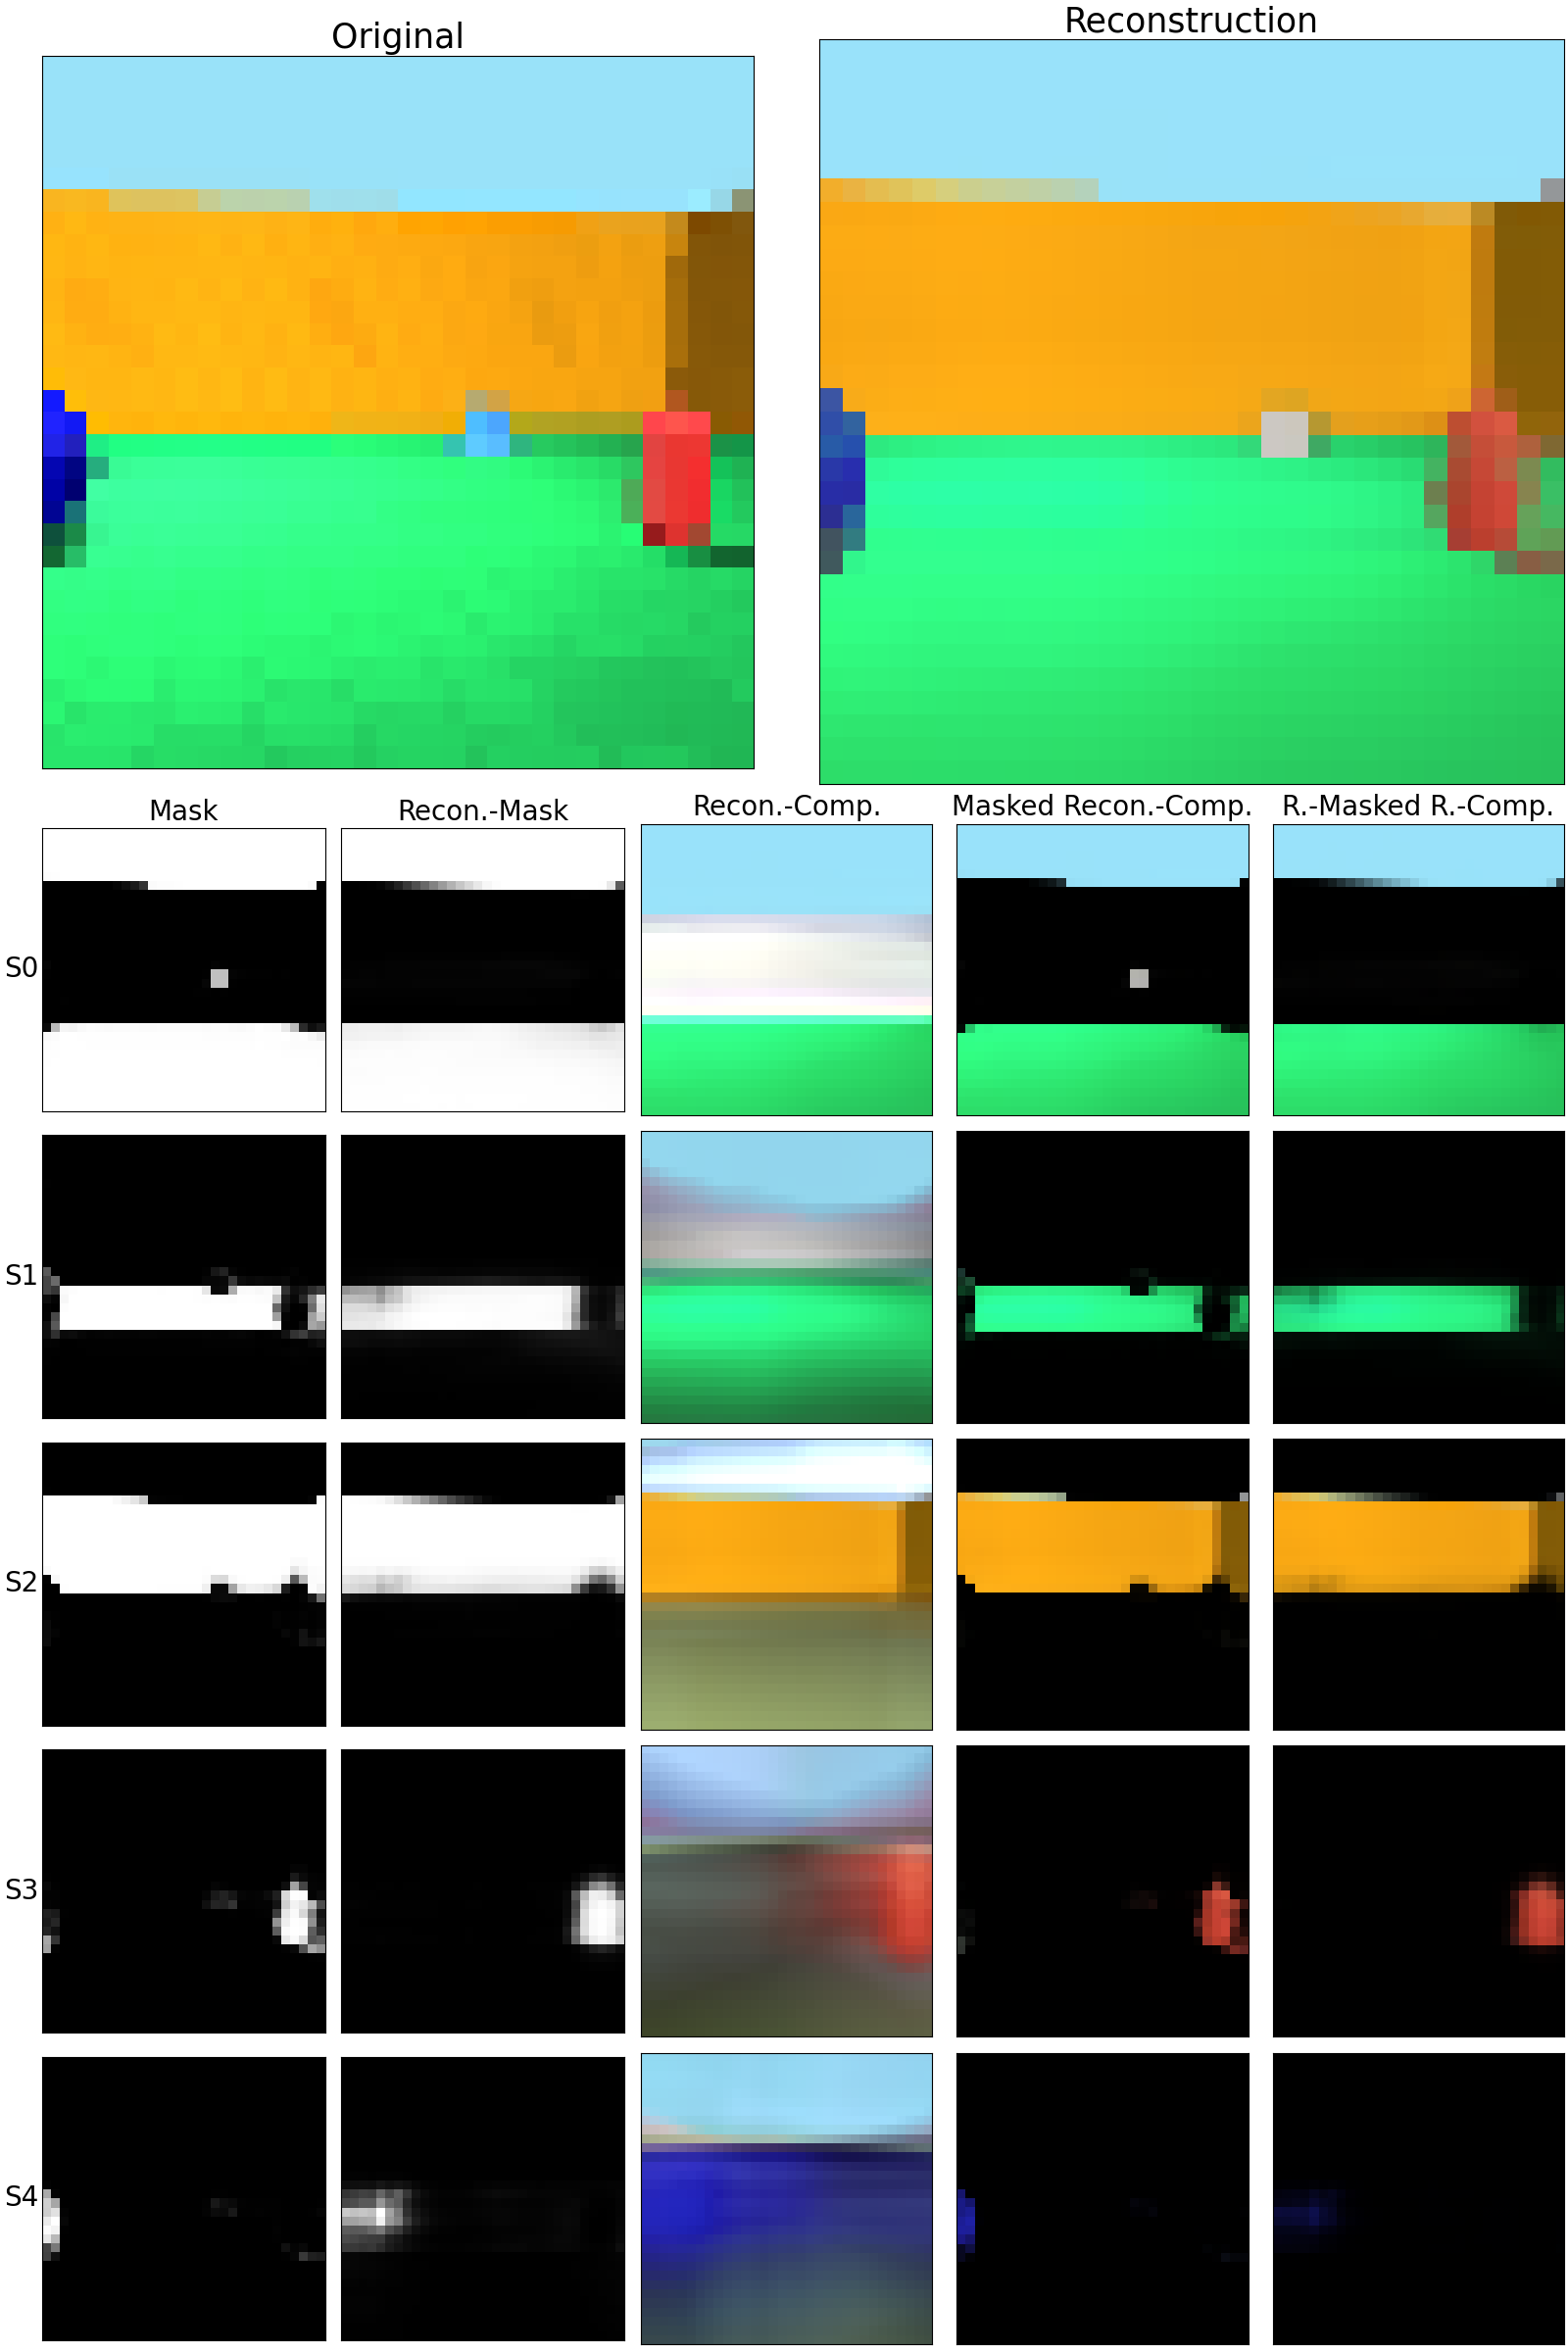 Original
Reconstruction
Mask
Recon.-Mask
Recon.-Comp.
Masked Recon.-Comp.
R.-Masked R.-Comp.
S0
S1
S2
S3
S4